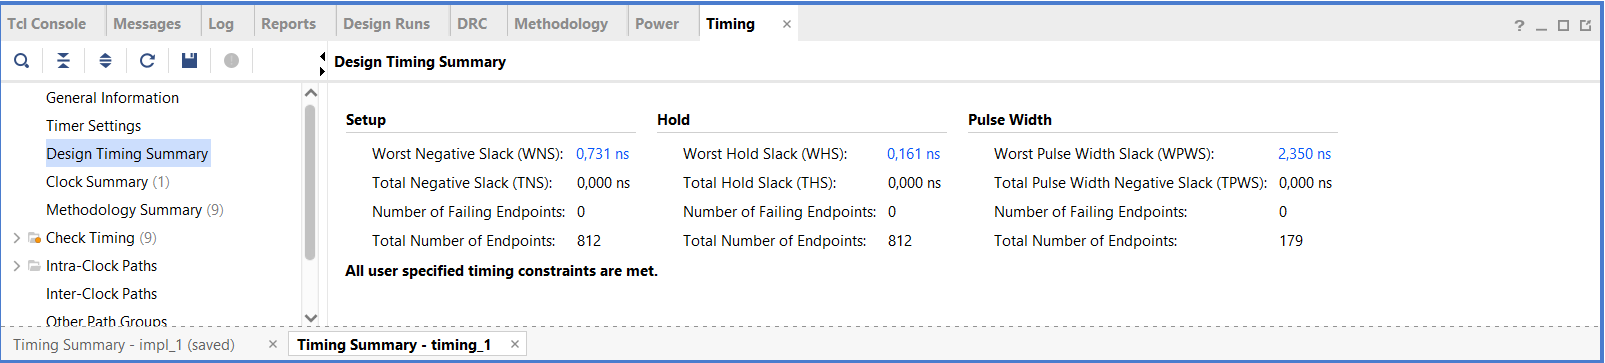 Tcl Console Messages Log Reports Design Runs DRC Methodology Power Timing × ? _
Design Timing Summary
General Information
Timer Settings
Design Timing Summary
Clock Summary (1)
Methodology Summary (9)
Check Timing (9)
Intra-Clock Paths
Inter-Clock Paths
Other Path Groups
Setup
Worst Negative Slack (WNS): 0,731 ns
Total Negative Slack (TNS): 0,000 ns
Number of Failing Endpoints: 0
Total Number of Endpoints: 812
Hold
Worst Hold Slack (WHS): 0,161 ns
Total Hold Slack (THS): 0,000 ns
Number of Failing Endpoints: 0
Total Number of Endpoints: 812
Pulse Width
Worst Pulse Width Slack (WPWS): 2,350 ns
Total Pulse Width Negative Slack (TPWS): 0,000 ns
Number of Failing Endpoints: 0
Total Number of Endpoints: 179
All user specified timing constraints are met.
Timing Summary - impl_1 (saved) × Timing Summary - timing_1 ×